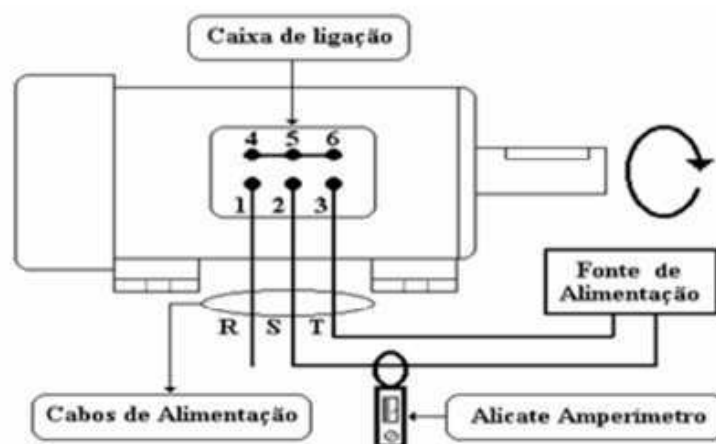 Caixa de ligação
4 5 6
1 2 3
Fonte de
Alimentação
R S T
Cabos de Alimentação
Alicate Amperímetro